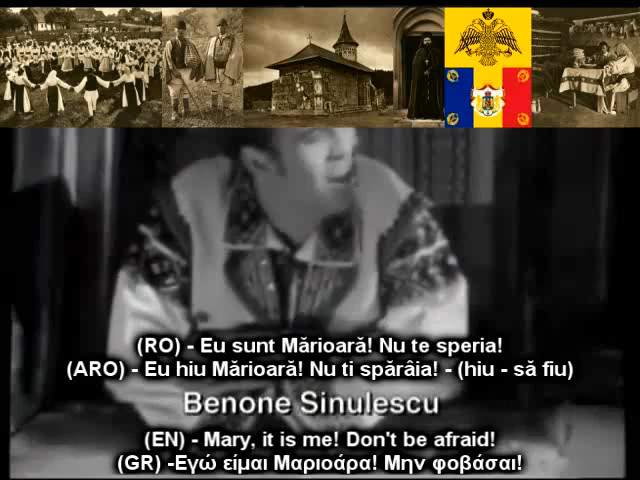 (RO) - Eu sunt Mărioară! Nu te speria!
(ARO) - Eu hiu Mărioară! Nu ti spărâia! - (hiu - să fiu)
Benone Sinulescu
(EN) - Mary, it is me! Don't be afraid!
(GR) -Εγώ είμαι Μαριοάρα! Μην φοβάσαι!